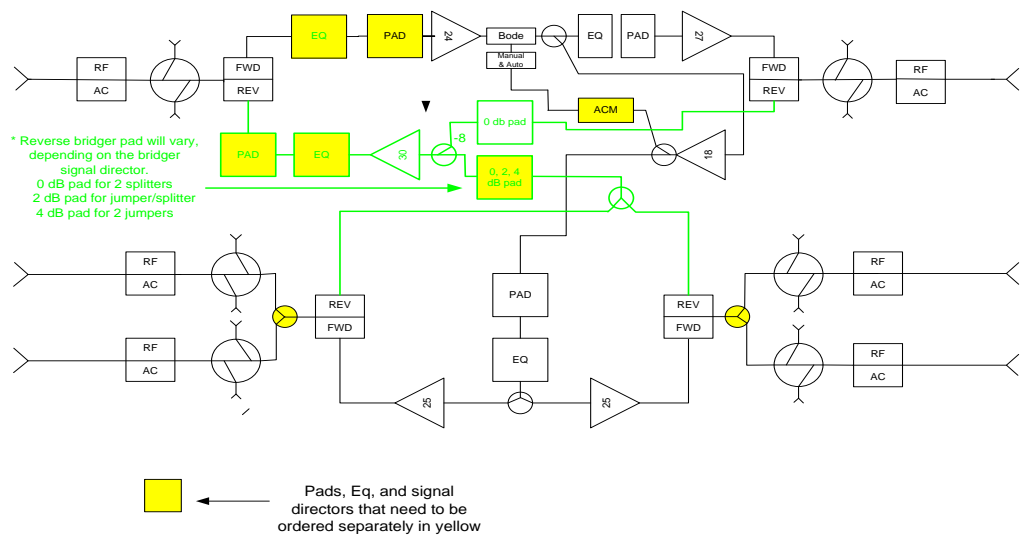 EQ
PAD
24
Bode
Manual
& Auto
EQ
PAD
27
RF
AC
FWD
REV
FWD
REV
RF
AC
ACM
0 db pad
-8
* Reverse bridger pad will vary,
depending on the bridger
signal director.
0 dB pad for 2 splitters
2 dB pad for jumper/splitter
4 dB pad for 2 jumpers
PAD
EQ
30
0, 2, 4
dB pad
18
RF
AC
RF
AC
REV
FWD
PAD
EQ
REV
FWD
RF
AC
RF
AC
25
25
Pads, Eq, and signal
directors that need to be
ordered separately in yellow